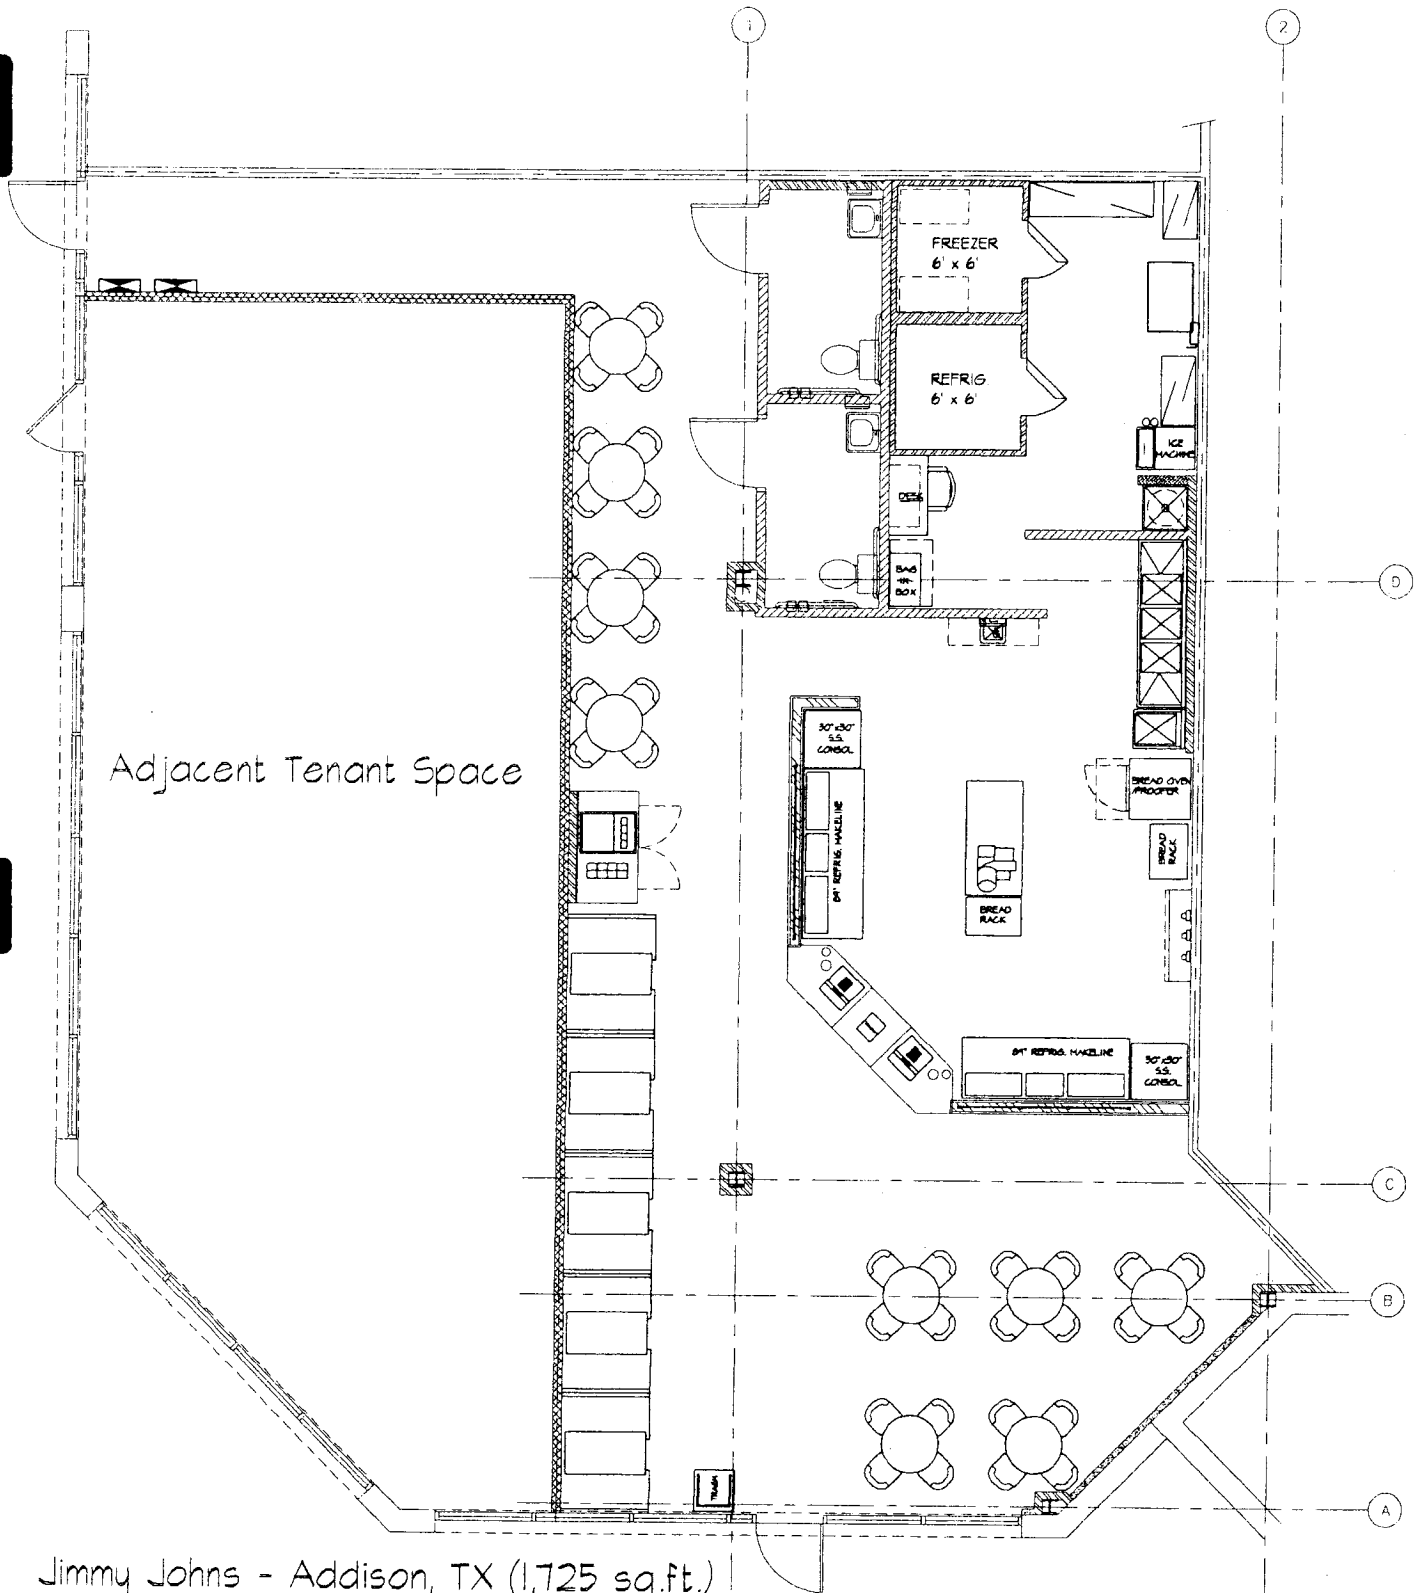 1
2
FREEZER
6' x 6'
REFRIG
6' x 6'
ICE
MACHINE
DESK
BAG
-IN-
BOX
D
30"x30"
S.S.
CONSOL
Adjacent Tenant Space
BREAD OVEN
/PROOFER
84" REFRIG. MAKELINE
BREAD
RACK
BREAD
RACK
84" REFRIG. MAKELINE
30"x30"
S.S.
CONSOL
C
B
TRASH
A
Jimmy Johns - Addison, TX (1,725 sq.ft.)